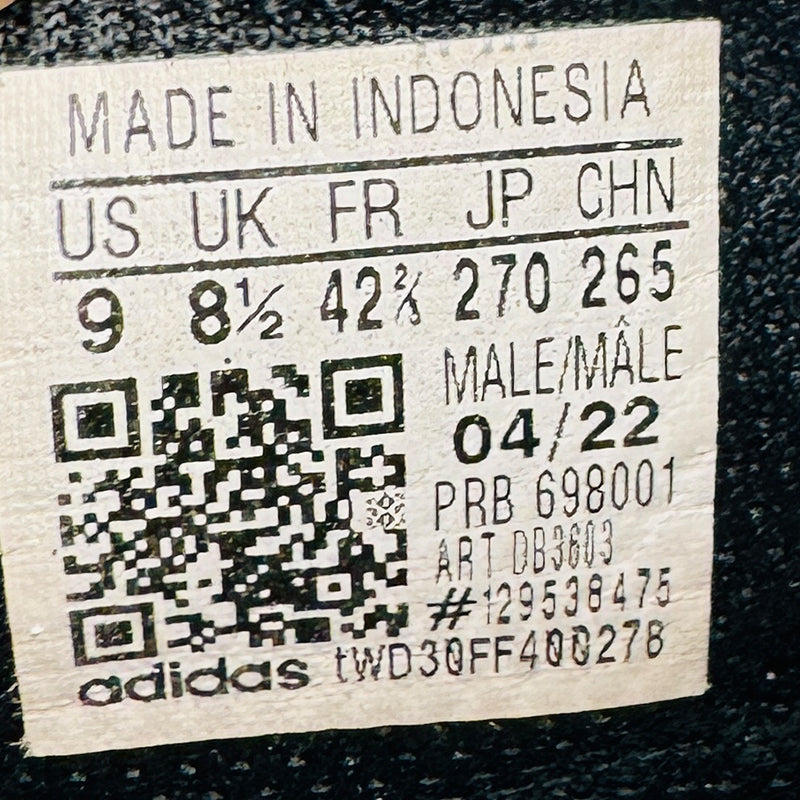 MADE IN INDONESIA
US UK FR JP CHN
9 8½ 42⅔ 270 265
MALE/MÂLE
04/22
PRB 698001
ART DB3603
#129538475
adidas tWD30FF400278